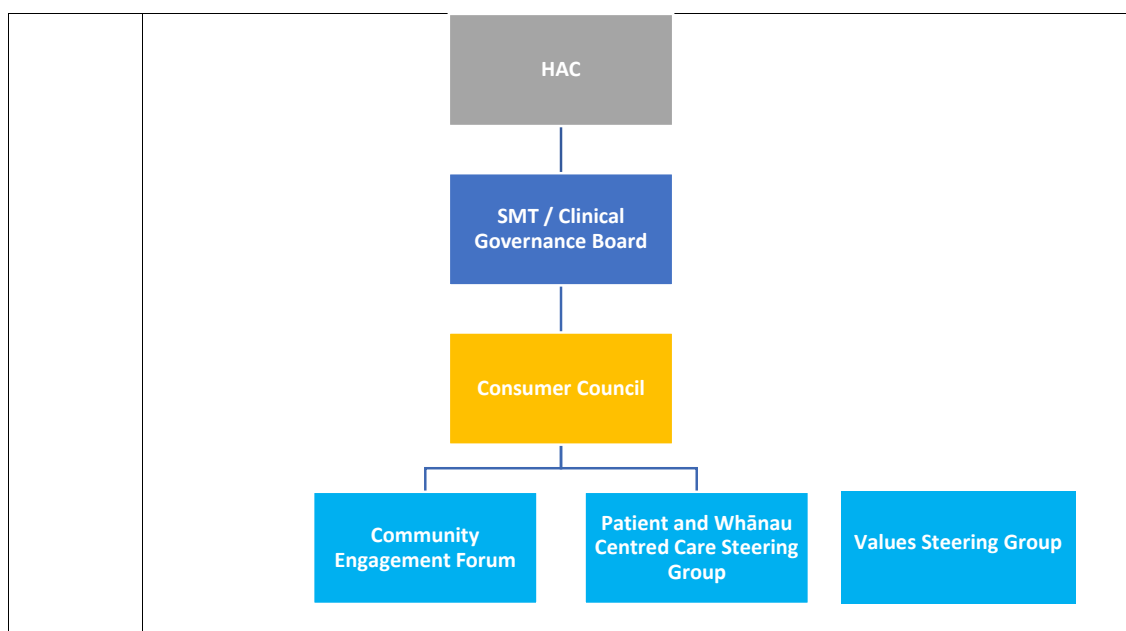 HAC
SMT / Clinical
Governance Board
Consumer Council
Community
Engagement Forum
Patient and Whānau
Centred Care Steering
Group
Values Steering Group